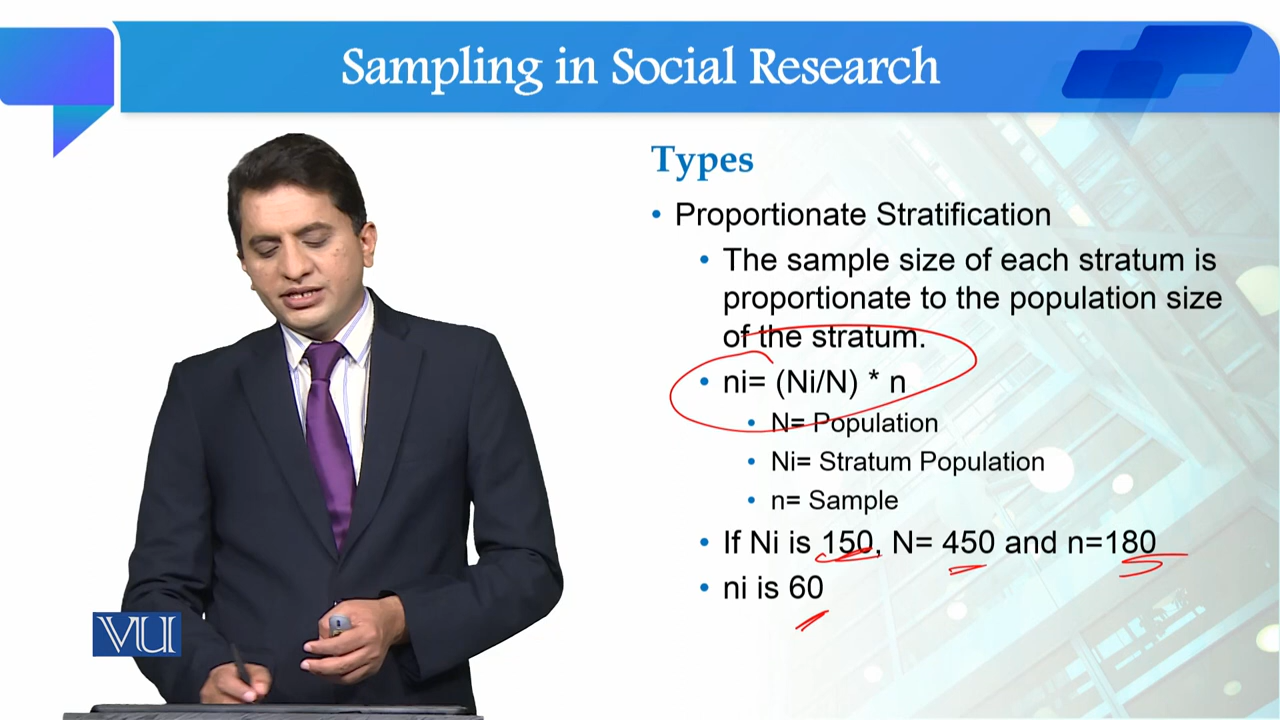 Sampling in Social Research
Types
• Proportionate Stratification
• The sample size of each stratum is
proportionate to the population size
of the stratum.
• ni= (Ni/N) * n
• N= Population
• Ni= Stratum Population
• n= Sample
• If Ni is 150, N= 450 and n=180
• ni is 60
VU